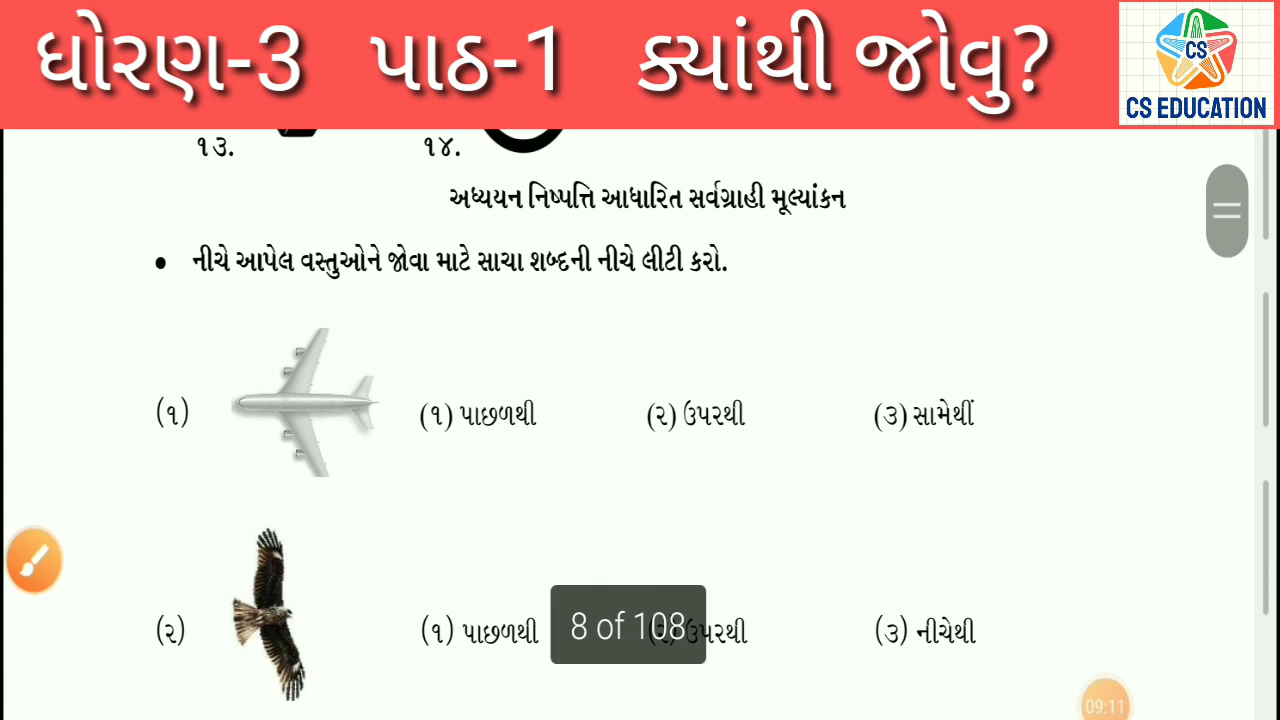 ધોરણ-3 પાઠ-1 ક્યાંથી જોવુ?
CS
CS EDUCATION
૧૩. ૧૪.
અધ્યયન નિષ્પત્તિ આધારિત સર્વગ્રાહી મૂલ્યાંકન
• નીચે આપેલ વસ્તુઓને જોવા માટે સાચા શબ્દની નીચે લીટી કરો.
(૧) (૧) પાછળથી (૨) ઉપરથી (૩) સામેથીં
(૨) (૧) પાછળથી (૨) ઉપરથી (૩) નીચેથી
8 of 108
09:11